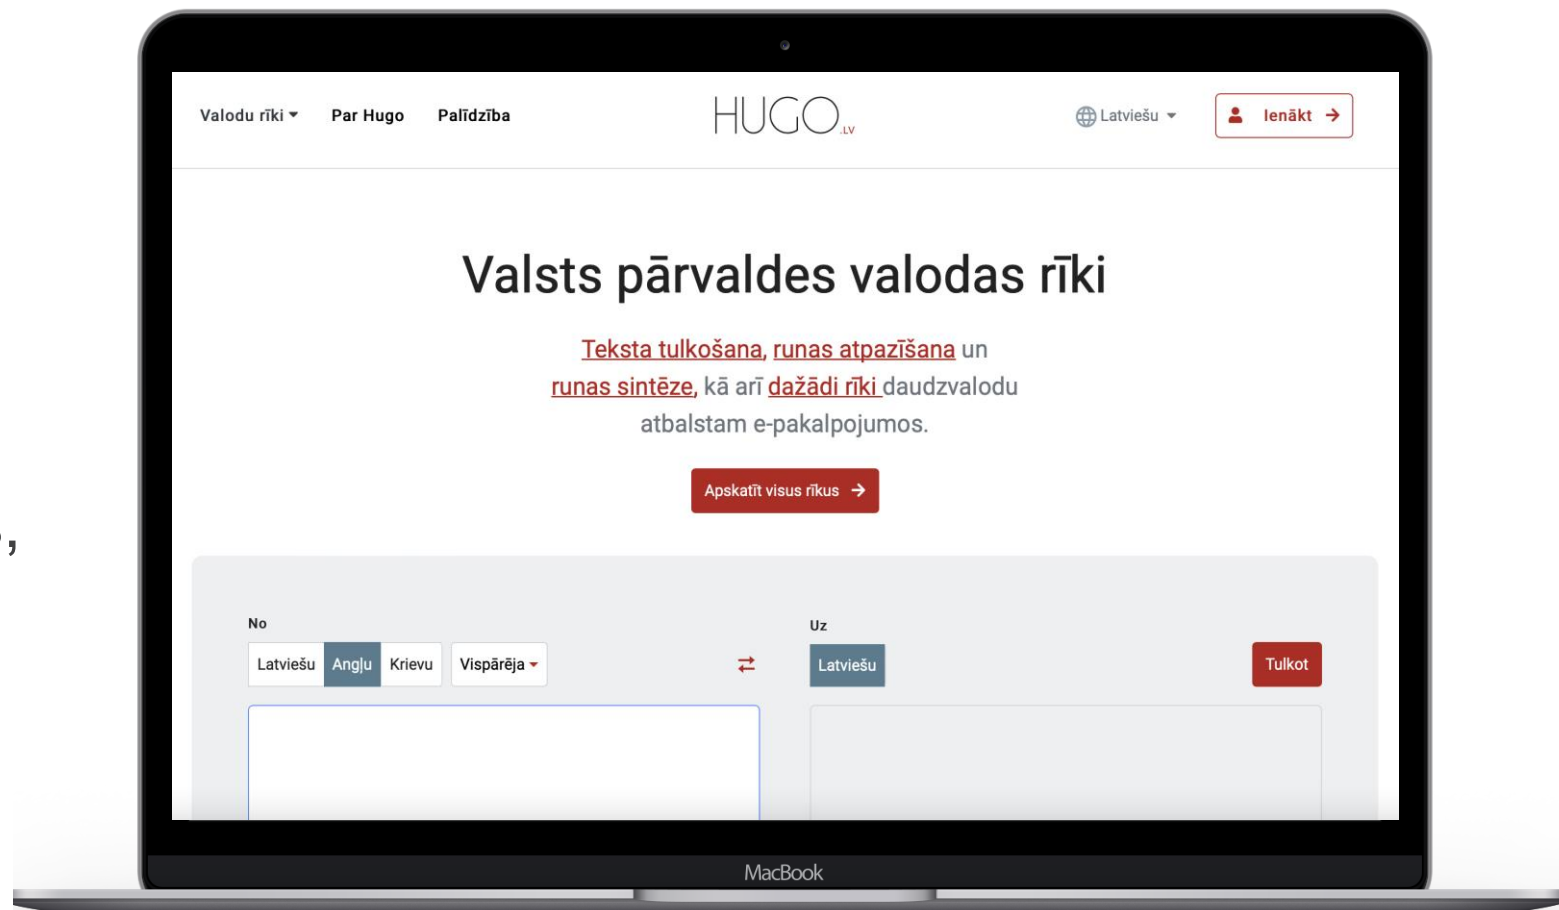 Valodu rīki
Par Hugo
Palīdzība
HUGO.LV
Latviešu
Ienākt
Valsts pārvaldes valodas rīki
Teksta tulkošana, runas atpazīšana un
runas sintēze, kā arī dažādi rīki daudzvalodu
atbalstam e-pakalpojumos.
Apskatīt visus rīkus
No
Latviešu
Angļu
Krievu
Vispārēja
Uz
Latviešu
Tulkot
MacBook